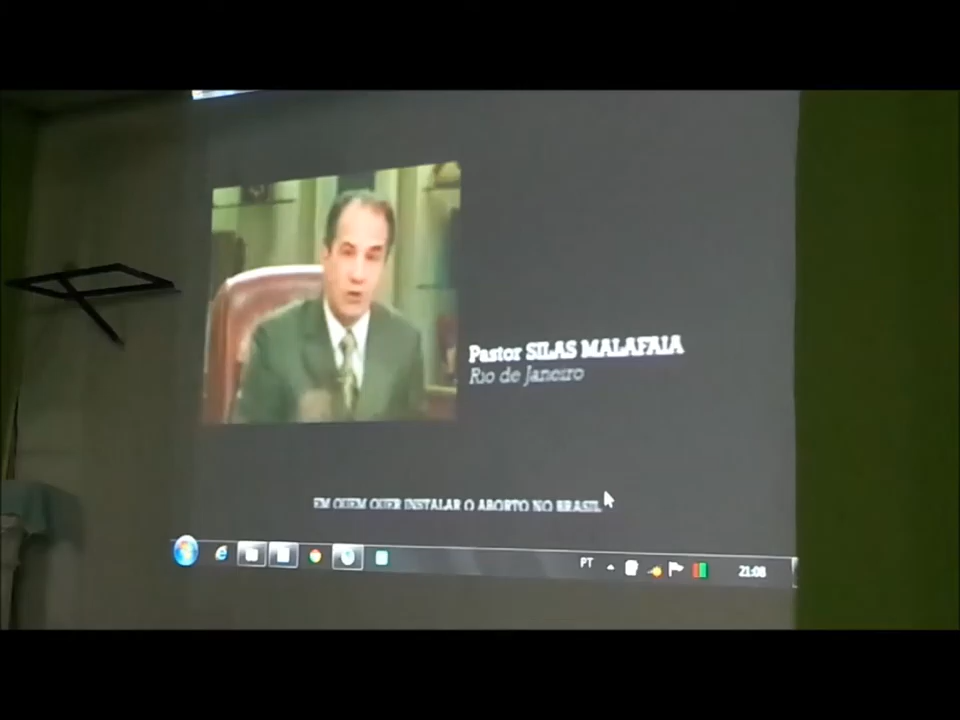 Pastor SILAS MALAFAIA
Rio de Janeiro
EM QUEM QUER INSTALAR O ABORTO NO BRASIL
PT
21:08